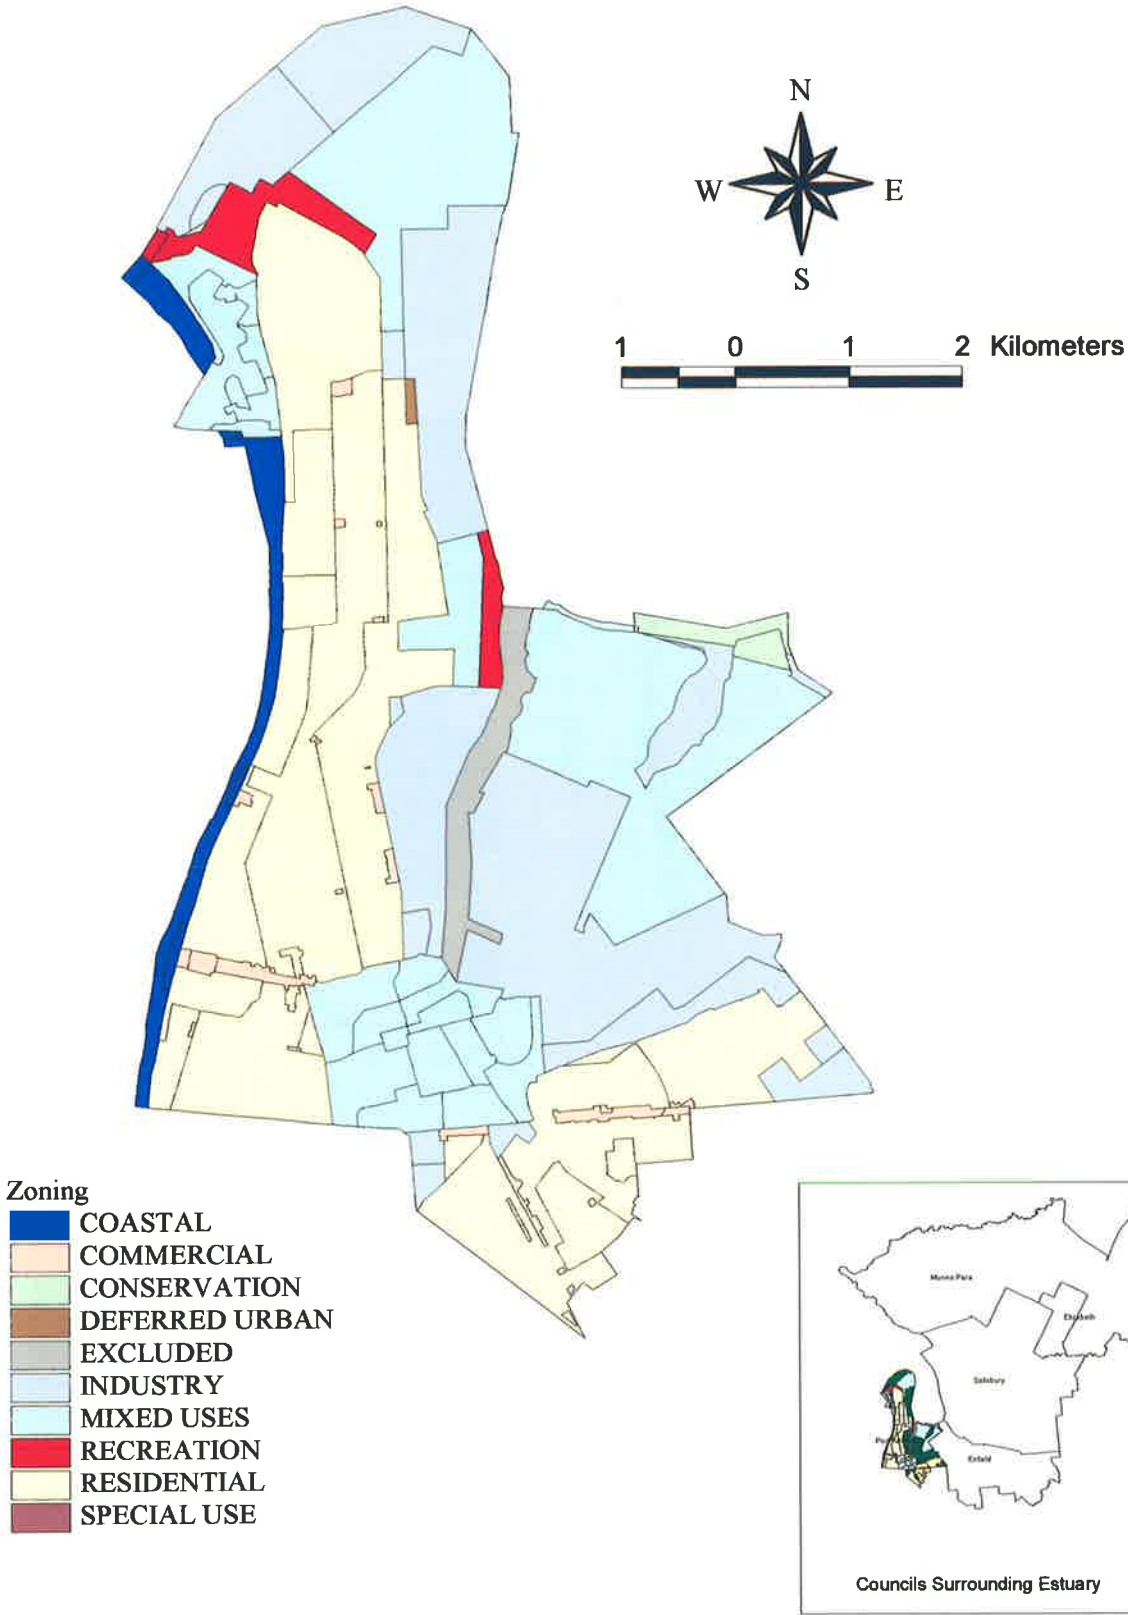 N
W E
S
1 0 1 2 Kilometers
Zoning
COASTAL
COMMERCIAL
CONSERVATION
DEFERRED URBAN
EXCLUDED
INDUSTRY
MIXED USES
RECREATION
RESIDENTIAL
SPECIAL USE
Munno Para
Elizabeth
Salisbury
Enfield
Councils Surrounding Estuary